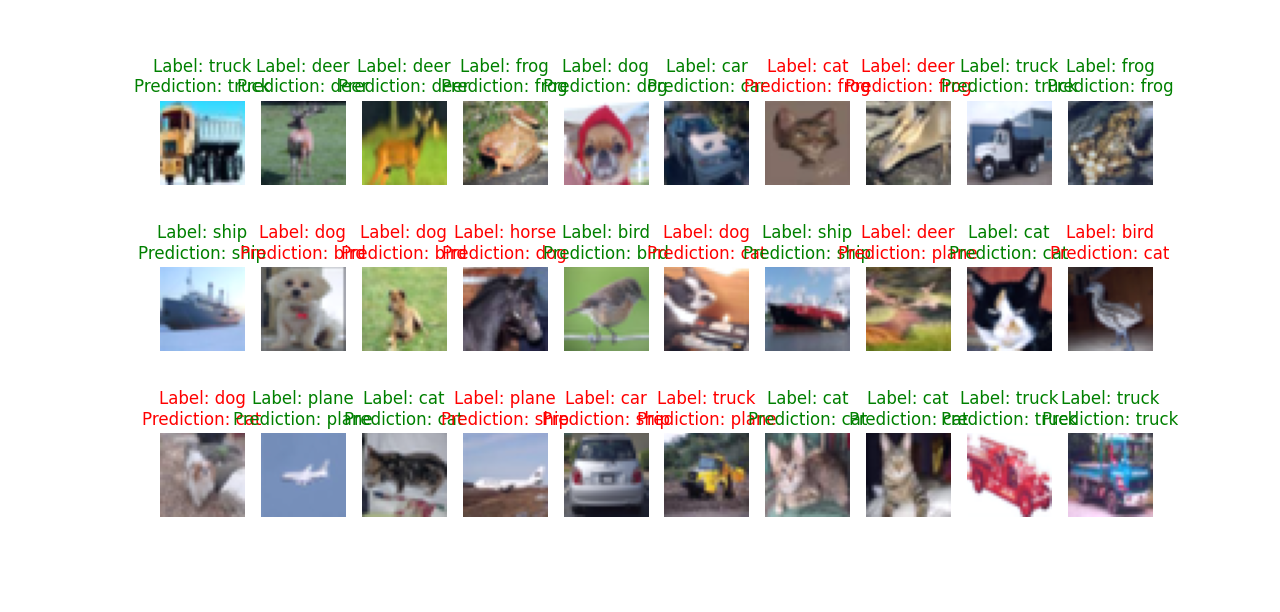 Label: truck Label: deer Label: deer Label: frog Label: dog Label: car Label: cat Label: deer Label: truck Label: frog
Prediction: truck Prediction: deer Prediction: deer Prediction: frog Prediction: dog Prediction: car Prediction: frog Prediction: frog Prediction: truck Prediction: frog
Label: ship Label: dog Label: dog Label: horse Label: bird Label: dog Label: ship Label: deer Label: cat Label: bird
Prediction: ship Prediction: bird Prediction: bird Prediction: dog Prediction: bird Prediction: cat Prediction: ship Prediction: plane Prediction: cat Prediction: cat
Label: dog Label: plane Label: cat Label: plane Label: car Label: truck Label: cat Label: cat Label: truck Label: truck
Prediction: cat Prediction: plane Prediction: cat Prediction: ship Prediction: ship Prediction: plane Prediction: cat Prediction: cat Prediction: truck Prediction: truck